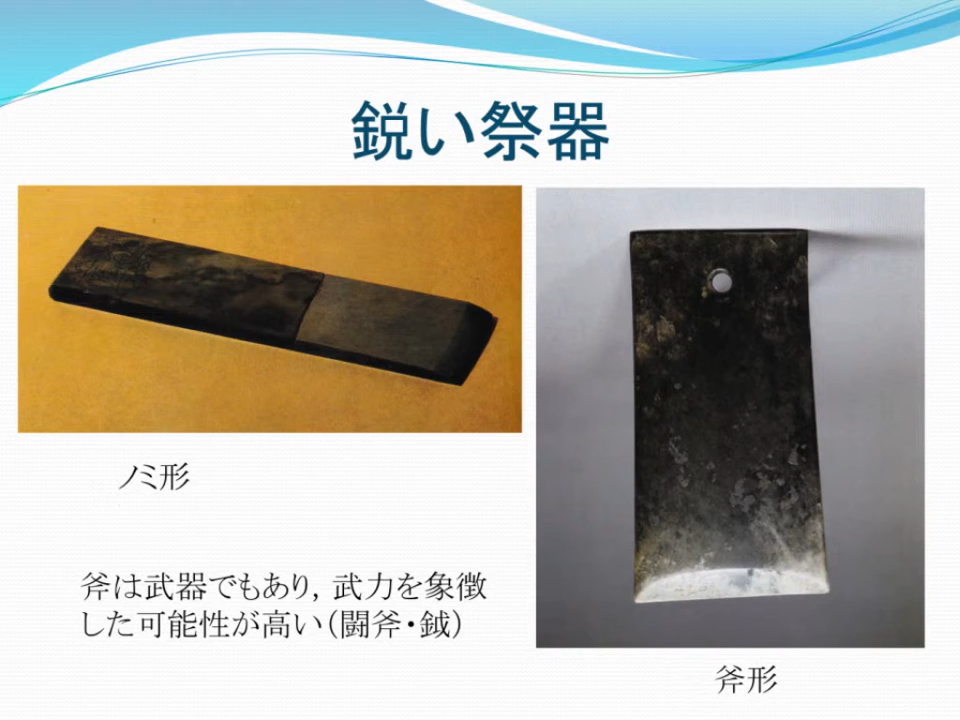 鋭い祭器
ノミ形
斧は武器でもあり，武力を象徴
した可能性が高い（闘斧・鉞）
斧形